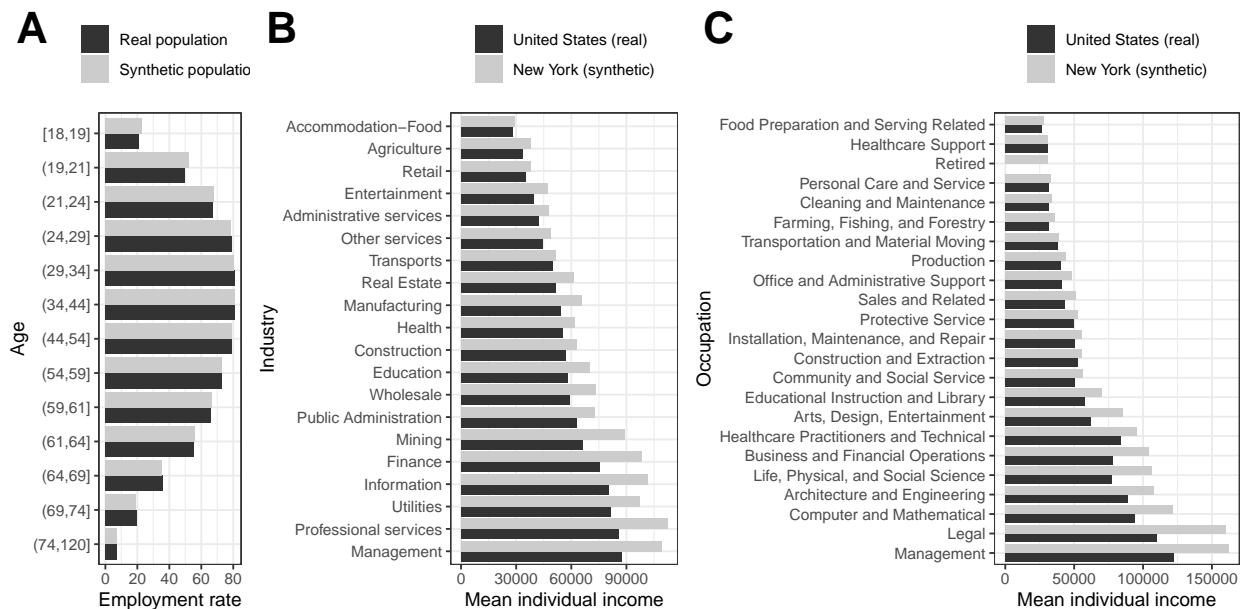 A
Real population
Synthetic populatio
[18,19]
(19,21]
(21,24]
(24,29]
(29,34]
(34,44]
(44,54]
(54,59]
(59,61]
(61,64]
(64,69]
(69,74]
(74,120]
Age
0 20 40 60 80
Employment rate
B
United States (real)
New York (synthetic)
Accommodation−Food
Agriculture
Retail
Entertainment
Administrative services
Other services
Transports
Real Estate
Manufacturing
Health
Construction
Education
Wholesale
Public Administration
Mining
Finance
Information
Utilities
Professional services
Management
Industry
0 30000 60000 90000
Mean individual income
C
United States (real)
New York (synthetic)
Food Preparation and Serving Related
Healthcare Support
Retired
Personal Care and Service
Cleaning and Maintenance
Farming, Fishing, and Forestry
Transportation and Material Moving
Production
Office and Administrative Support
Sales and Related
Protective Service
Installation, Maintenance, and Repair
Construction and Extraction
Community and Social Service
Educational Instruction and Library
Arts, Design, Entertainment
Healthcare Practitioners and Technical
Business and Financial Operations
Life, Physical, and Social Science
Architecture and Engineering
Computer and Mathematical
Legal
Management
Occupation
0 50000 100000 150000
Mean individual income